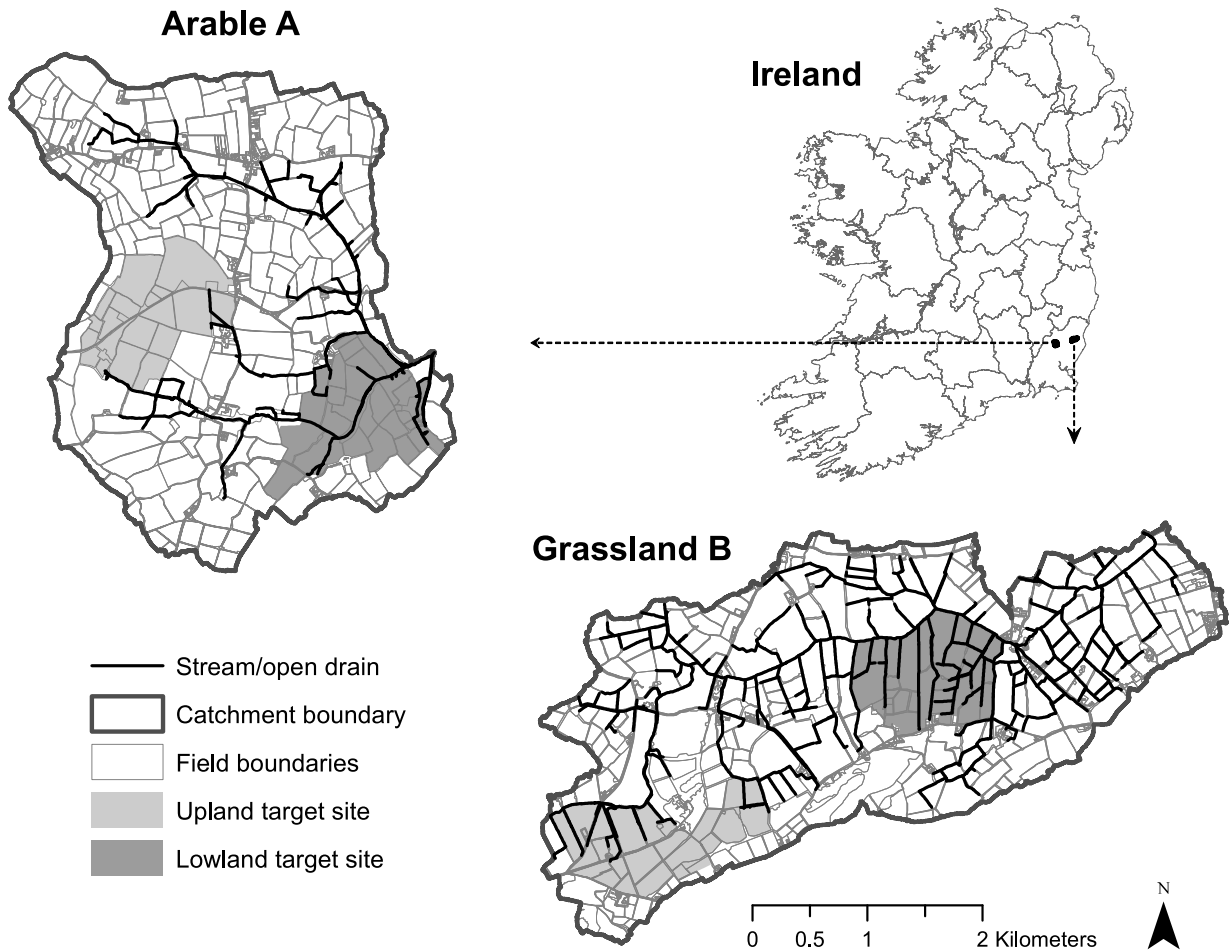 Arable A
Ireland
Grassland B
Stream/open drain
Catchment boundary
Field boundaries
Upland target site
Lowland target site
N
0 0.5 1 2 Kilometers